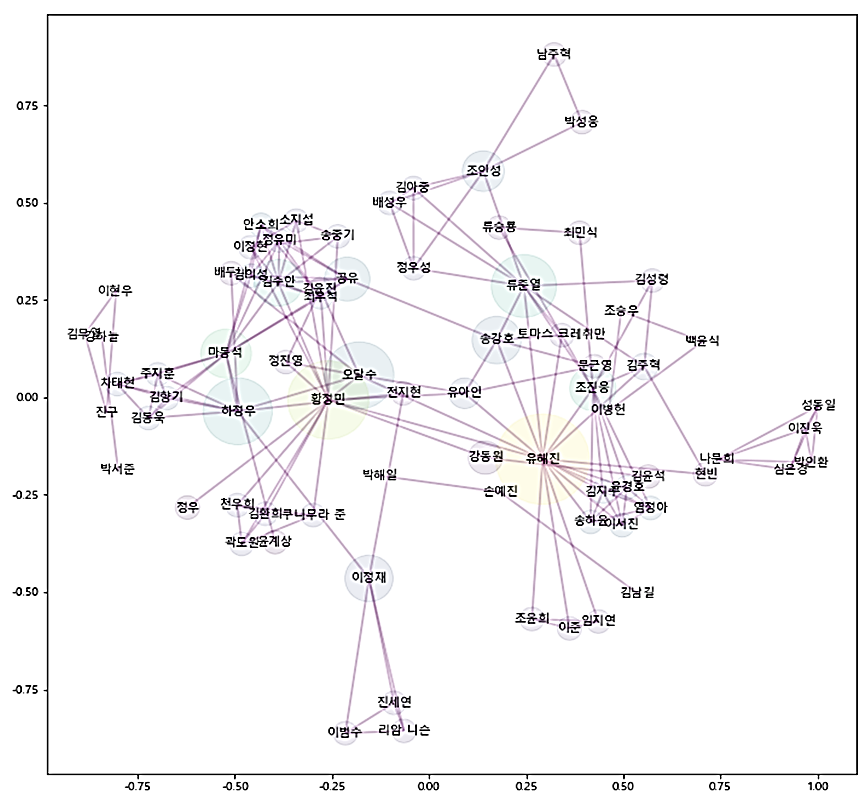 남주혁
0.75
박성웅
조인성
김아중
0.50
배성우
안소희
소지섭
류승룡
최민식
송중기
정유미
이정현
정우성
배두나
김의성
김수안
공유
류준열
김성령
0.25
이현우
김윤진
최우식
조승우
김무열
강하늘
송강호
토마스 크레취만
백윤식
마동석
정진영
문근영
김주혁
주지훈
오달수
차태현
조진웅
0.00
김향기
황정민
전지현
유아인
진구
김동욱
하정우
이병헌
성동일
이진욱
강동원
유해진
나문희
박서준
심은경
박인환
현빈
박해일
김윤석
-0.25
손예진
김지수
윤경호
정우
천우희
김환희
쿠니무라 준
염정아
송하윤
이서진
곽도원
윤계상
이정재
-0.50
김남길
조윤희
이준
임지연
-0.75
진세연
이범수
리암 니슨
-0.75
-0.50
-0.25
0.00
0.25
0.50
0.75
1.00